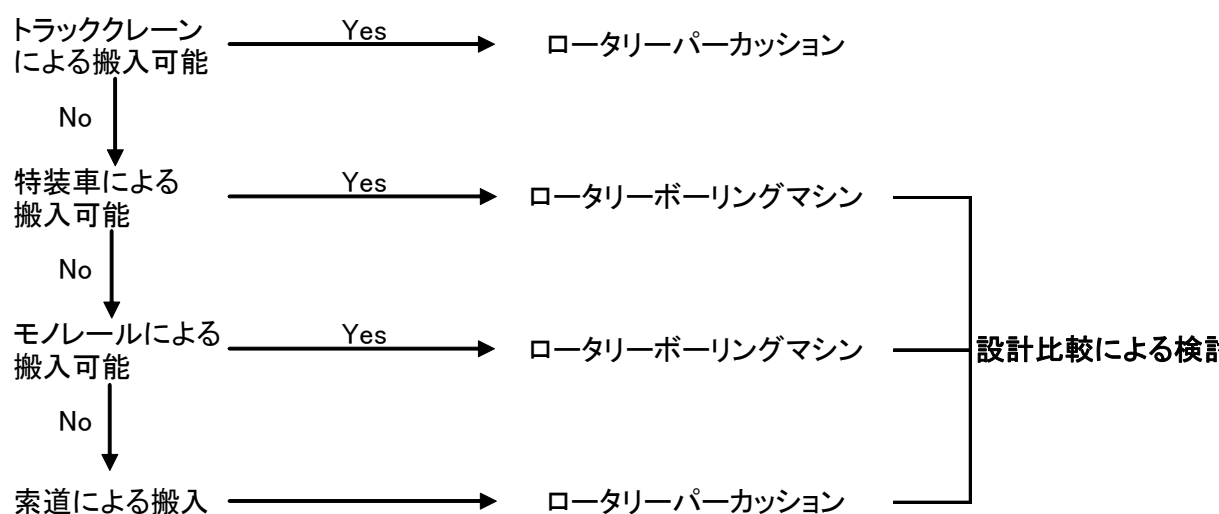 トラッククレーン
による搬入可能
Yes
ロータリーパーカッション
No
特装車による
搬入可能
Yes
ロータリーボーリングマシン
No
モノレールによる
搬入可能
Yes
ロータリーボーリングマシン
設計比較による検討
No
索道による搬入
ロータリーパーカッション